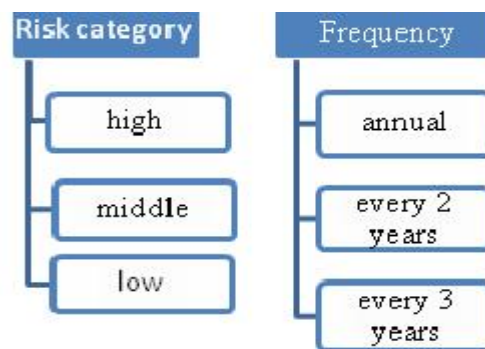 Risk category
high
middle
low
Frequency
annual
every 2
years
every 3
years